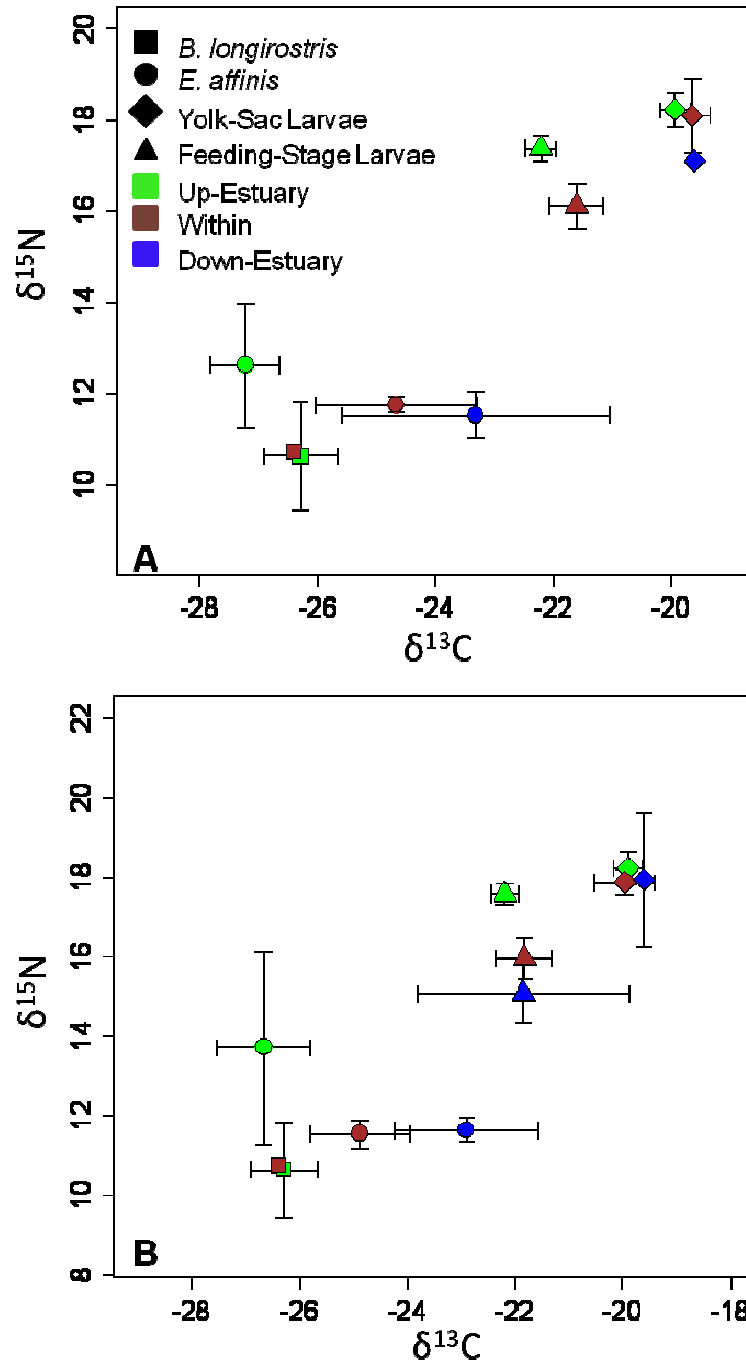 20
18
16
14
12
10
δ¹⁵N
B. longirostris
E. affinis
Yolk-Sac Larvae
Feeding-Stage Larvae
Up-Estuary
Within
Down-Estuary
A
-28 -26 -24 -22 -20
δ¹³C
22
20
18
16
14
12
10
8
δ¹⁵N
B
-28 -26 -24 -22 -20 -18
δ¹³C